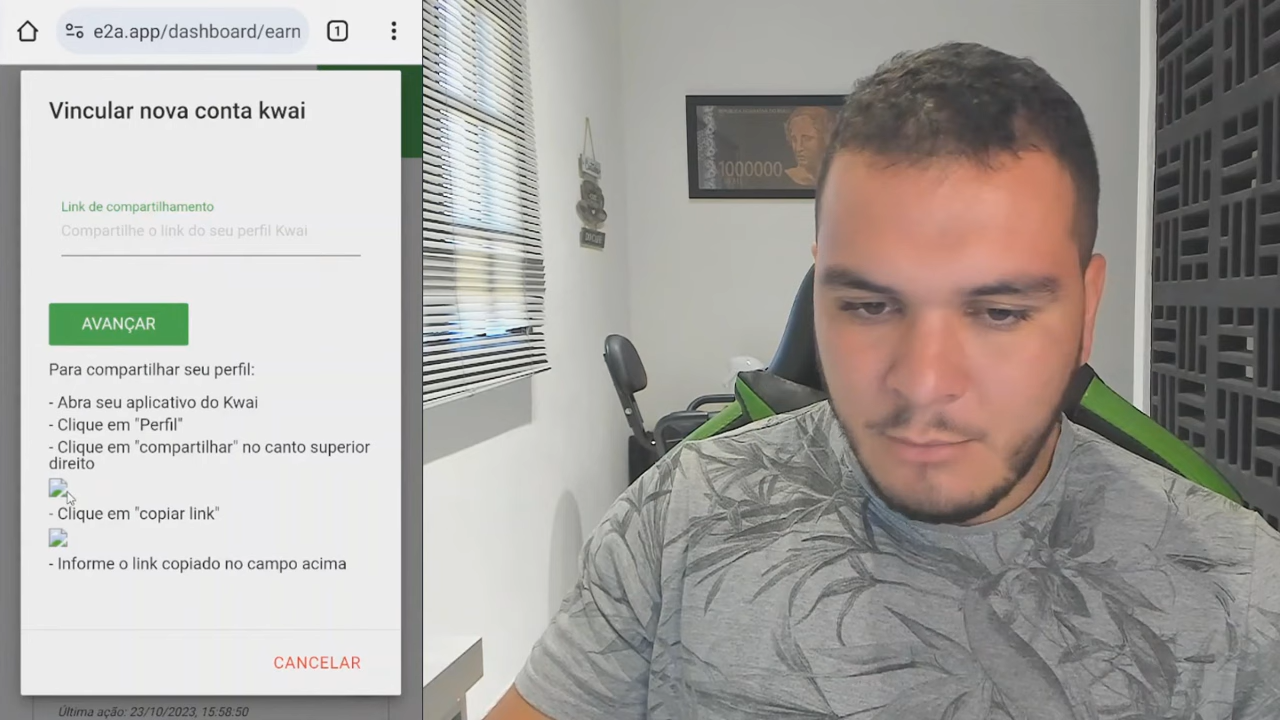 e2a.app/dashboard/earn
1
Vincular nova conta kwai
Link de compartilhamento
Compartilhe o link do seu perfil Kwai
AVANÇAR
Para compartilhar seu perfil:
- Abra seu aplicativo do Kwai
- Clique em "Perfil"
- Clique em "compartilhar" no canto superior
direito
- Clique em "copiar link"
- Informe o link copiado no campo acima
CANCELAR
Última ação: 23/10/2023, 15:58:50
1000000